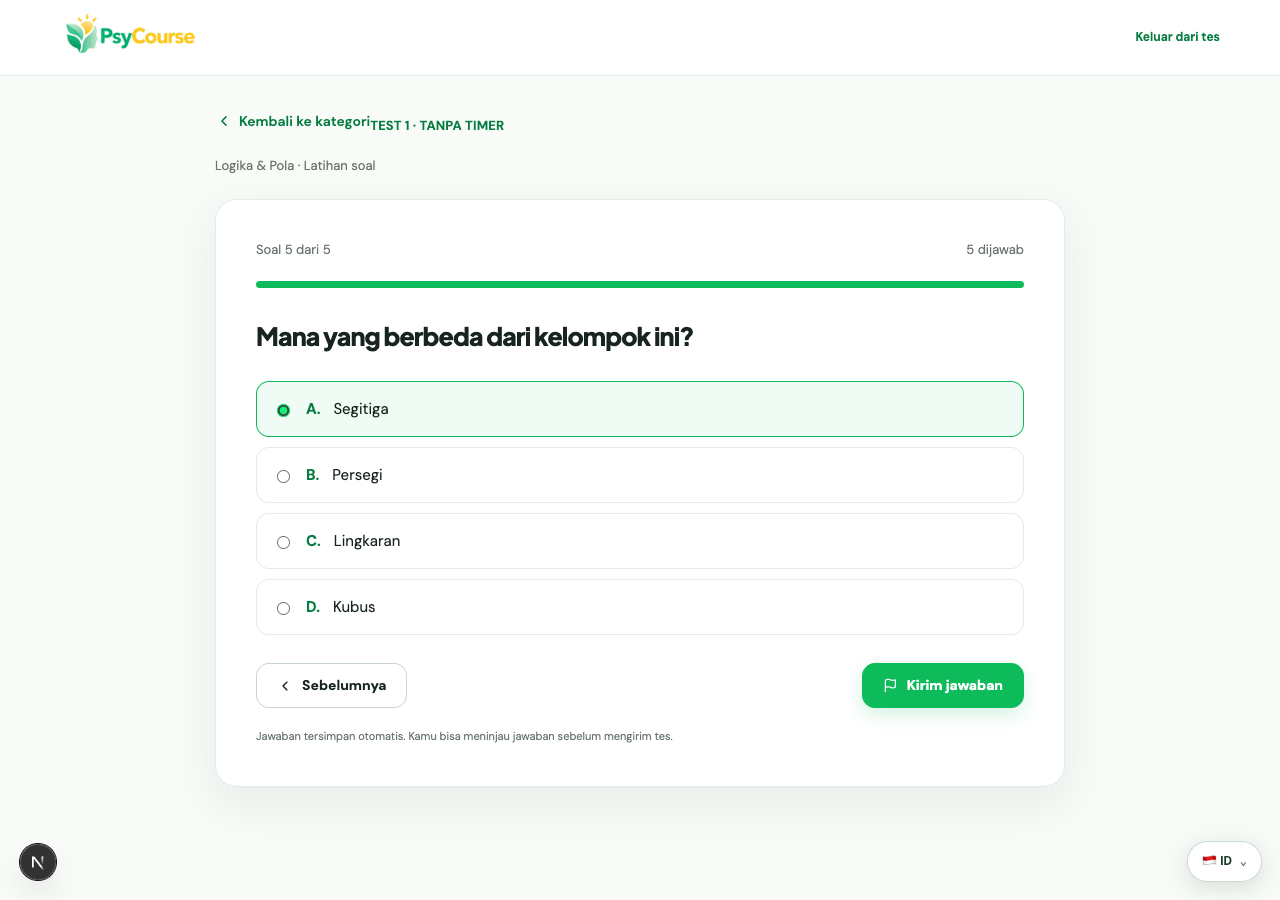 PsyCourse
Keluar dari tes
Kembali ke kategori
TEST 1 · TANPA TIMER
Logika & Pola · Latihan soal
Soal 5 dari 5
5 dijawab
Mana yang berbeda dari kelompok ini?
A. Segitiga
B. Persegi
C. Lingkaran
D. Kubus
Sebelumnya
Kirim jawaban
Jawaban tersimpan otomatis. Kamu bisa meninjau jawaban sebelum mengirim tes.
N
ID